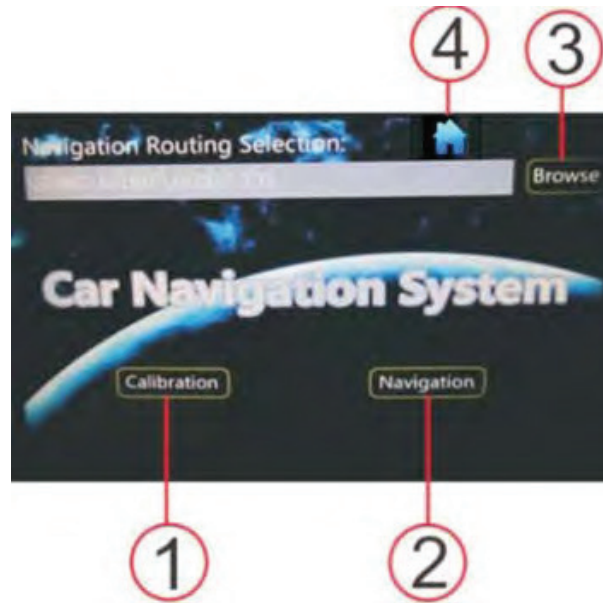 4 3
Navigation Routing Selection:
Browse
Car Navigation System
Calibration Navigation
1 2